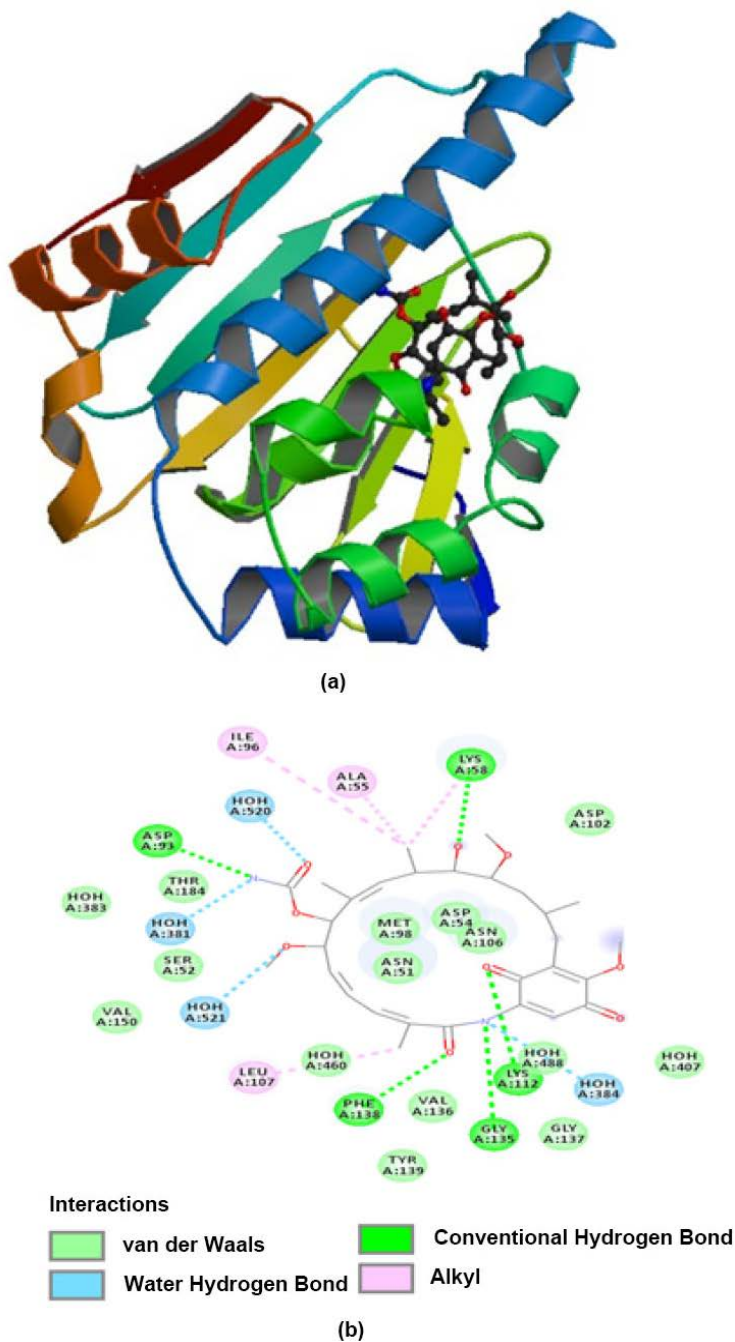 (a)
ILE
A:96
ALA
A:55
LYS
A:58
HOH
A:520
ASP
A:102
ASP
A:93
THR
A:184
HOH
A:383
HOH
A:381
MET
A:98
ASP
A:54
ASN
A:106
SER
A:52
ASN
A:51
HOH
A:521
VAL
A:150
N
O
LEU
A:107
HOH
A:460
HOH
A:488
HOH
A:407
LYS
A:112
HOH
A:384
PHE
A:138
VAL
A:136
GLY
A:135
GLY
A:137
TYR
A:139
Interactions
van der Waals
Conventional Hydrogen Bond
Water Hydrogen Bond
Alkyl
(b)